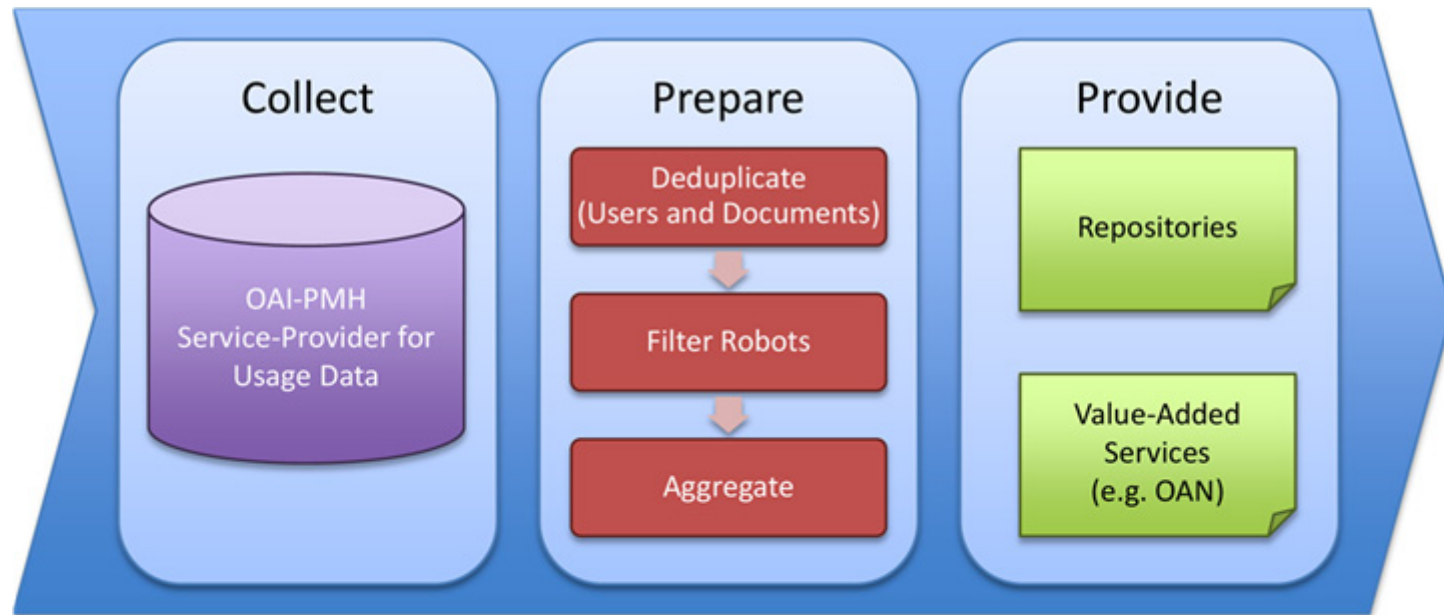 Collect
OAI-PMH
Service-Provider for
Usage Data
Prepare
Deduplicate
(Users and Documents)
Filter Robots
Aggregate
Provide
Repositories
Value-Added
Services
(e.g. OAN)